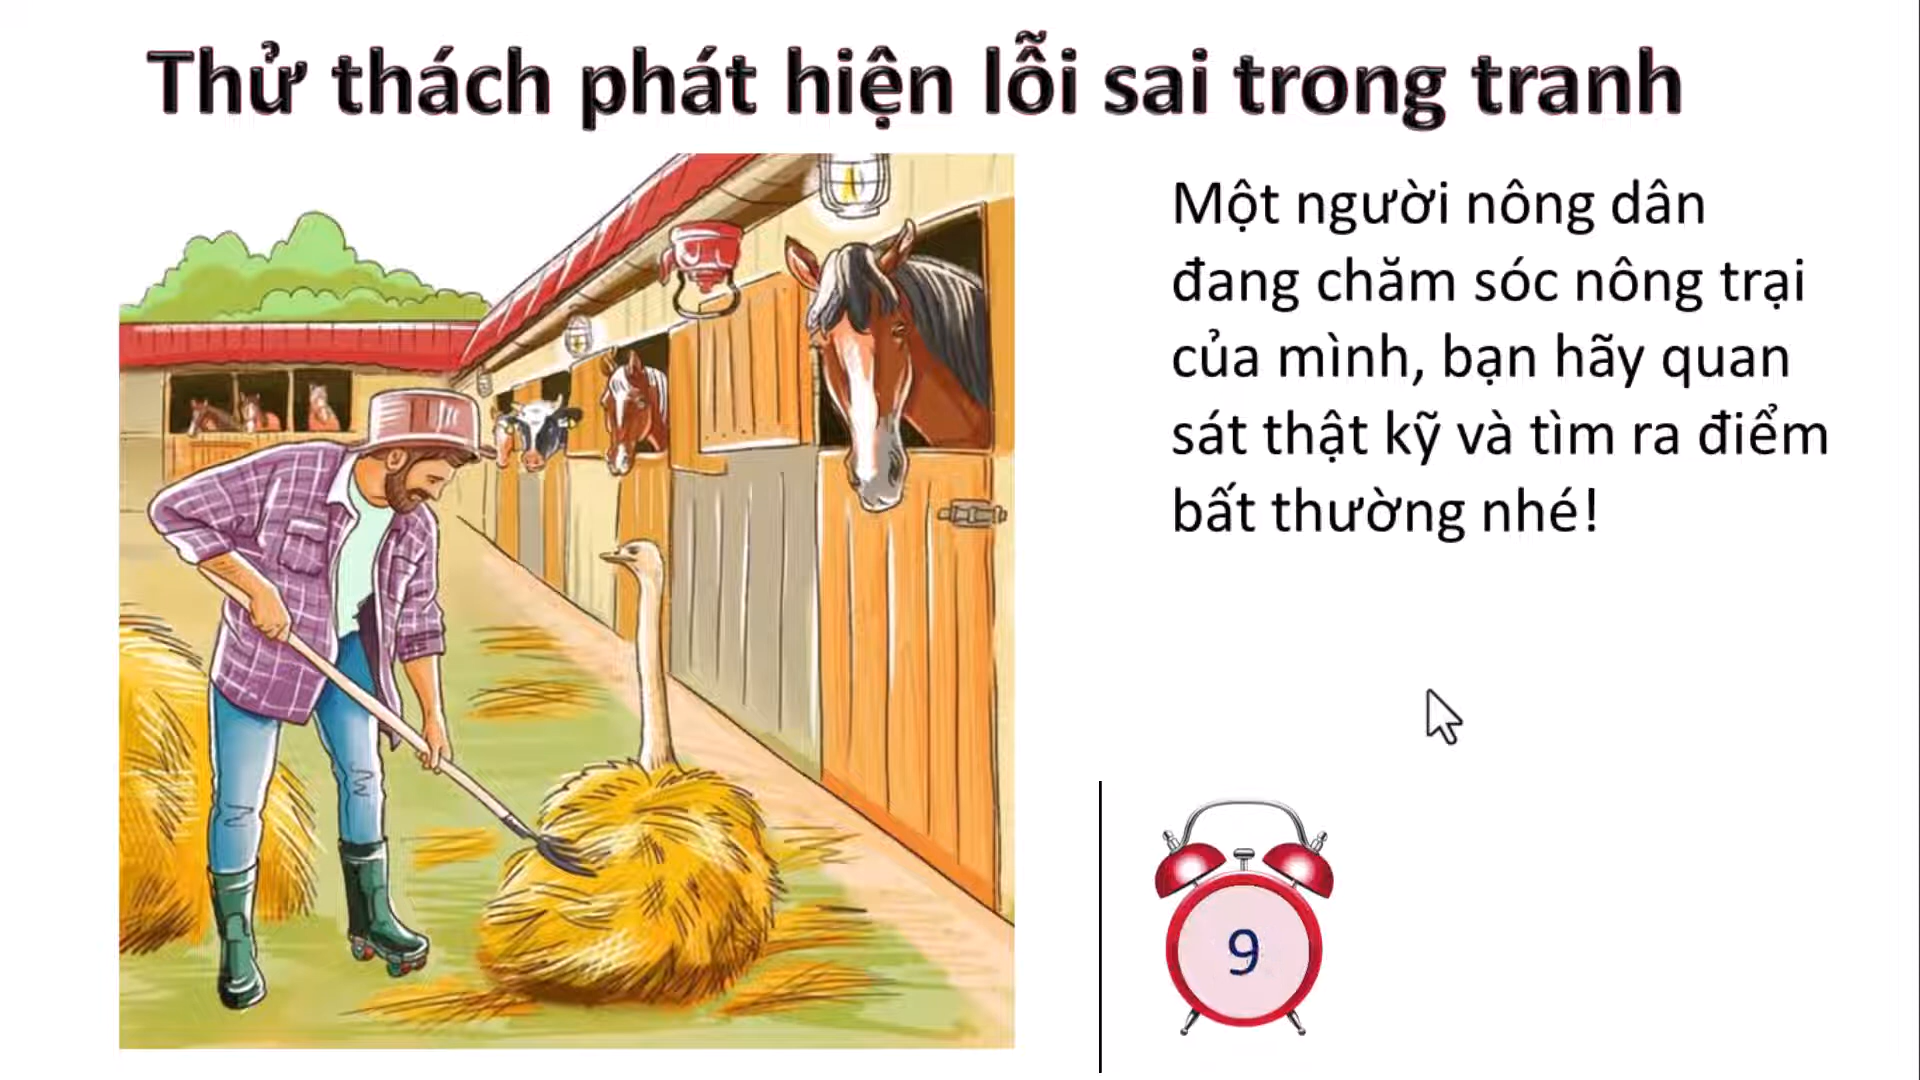 Thử thách phát hiện lỗi sai trong tranh
Một người nông dân
đang chăm sóc nông trại
của mình, bạn hãy quan
sát thật kỹ và tìm ra điểm
bất thường nhé!
9